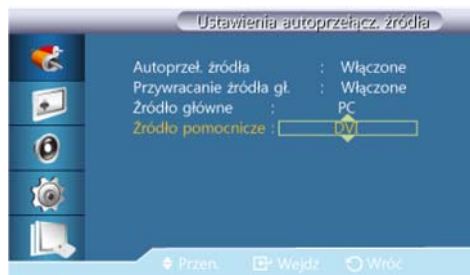 Ustawienia autoprzełącz. źródła
Autoprzeł. źródła : Włączone
Przywracanie źródła gł. : Włączone
Źródło główne : PC
Źródło pomocnicze : DVI
Przen. Wejdź Wróć